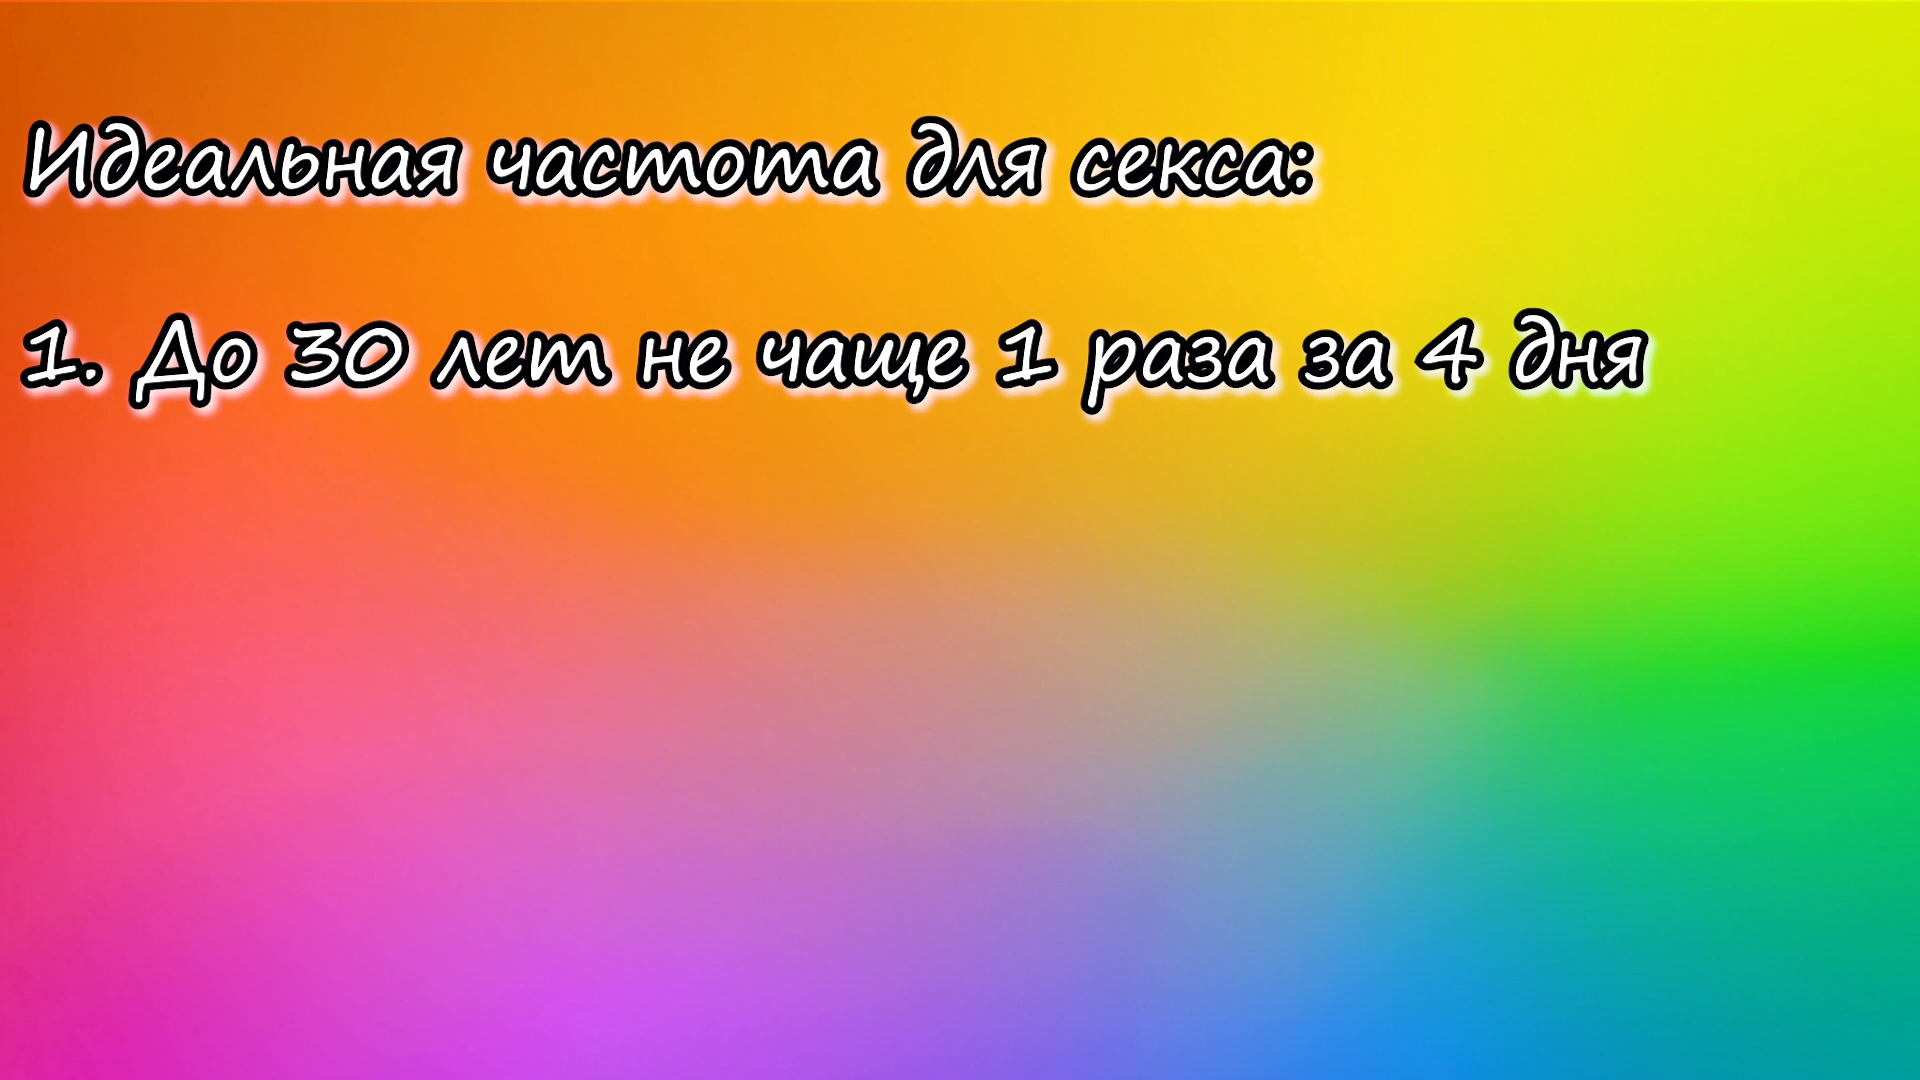 Идеальная частота для секса:
1. До 30 лет не чаще 1 раза за 4 дня